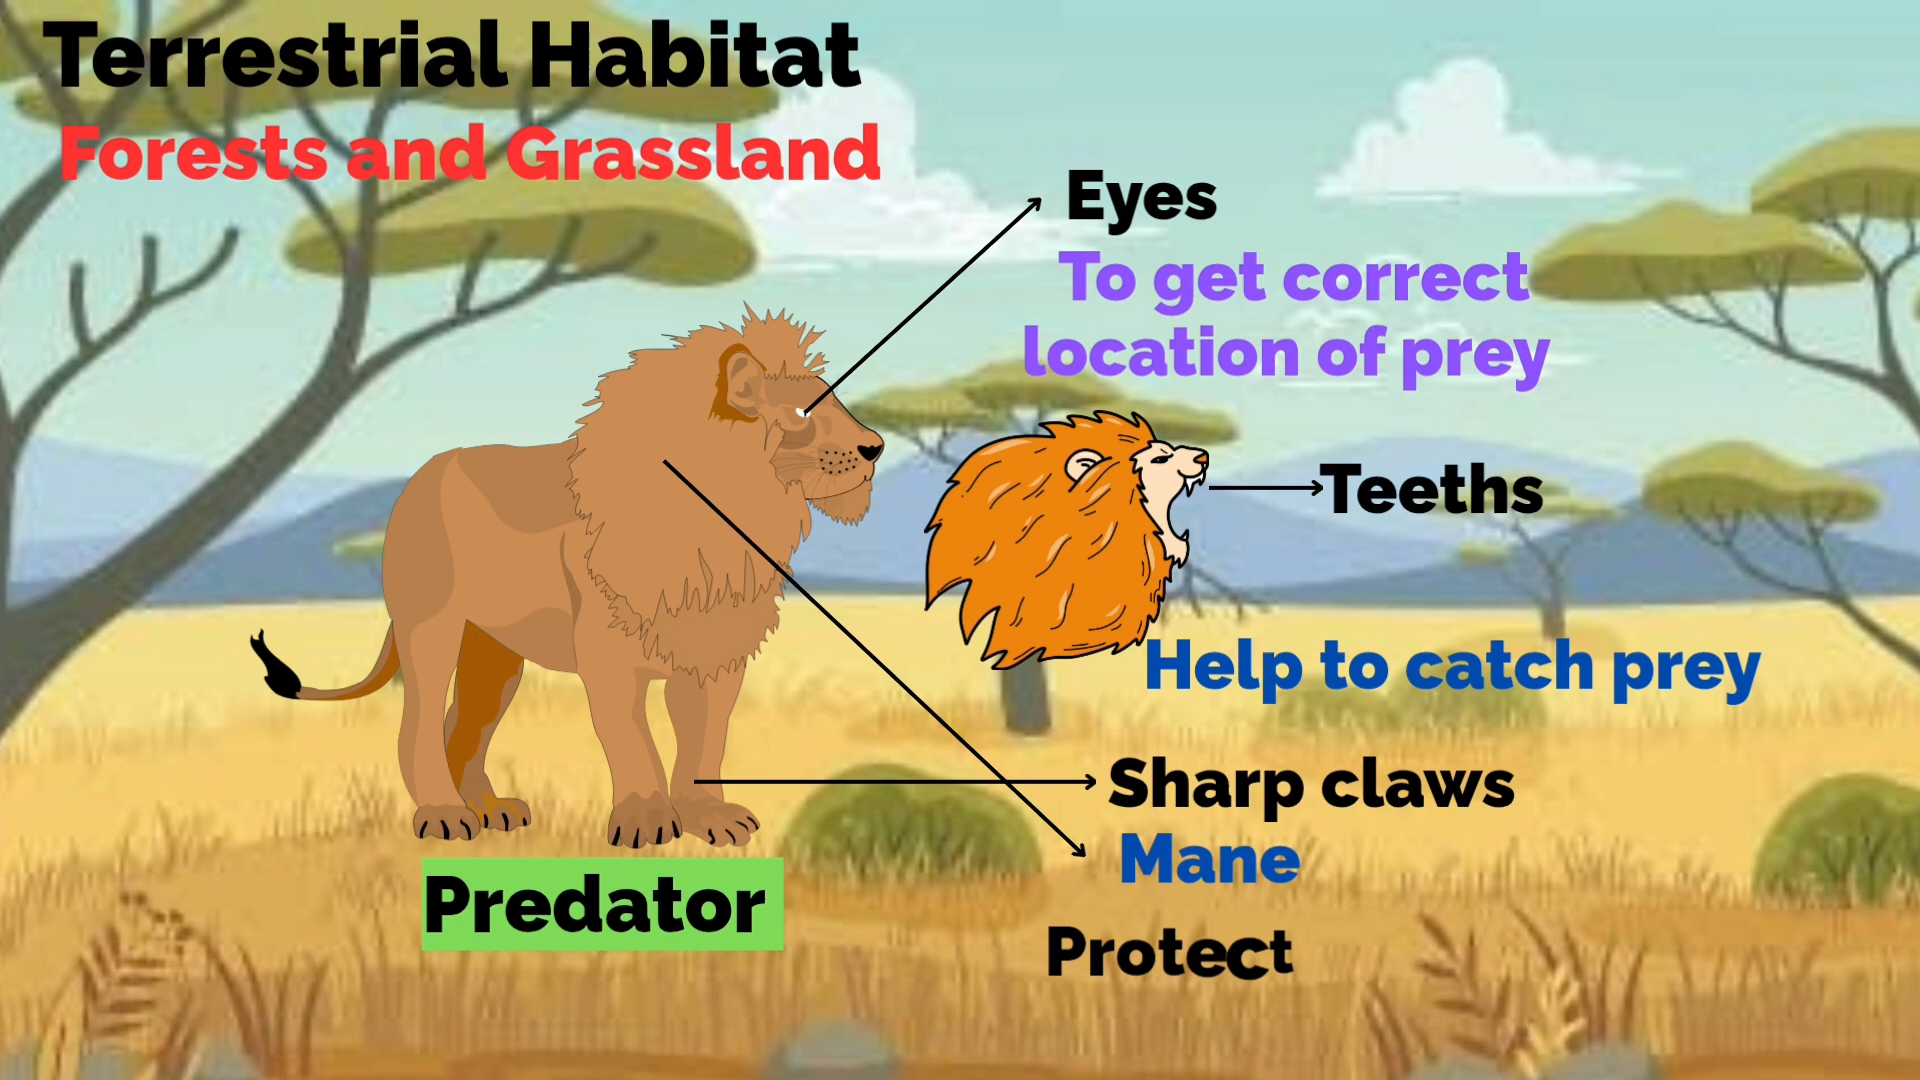 Terrestrial Habitat
Forests and Grassland
Eyes
To get correct
location of prey
Teeths
Help to catch prey
Sharp claws
Mane
Predator
Protect